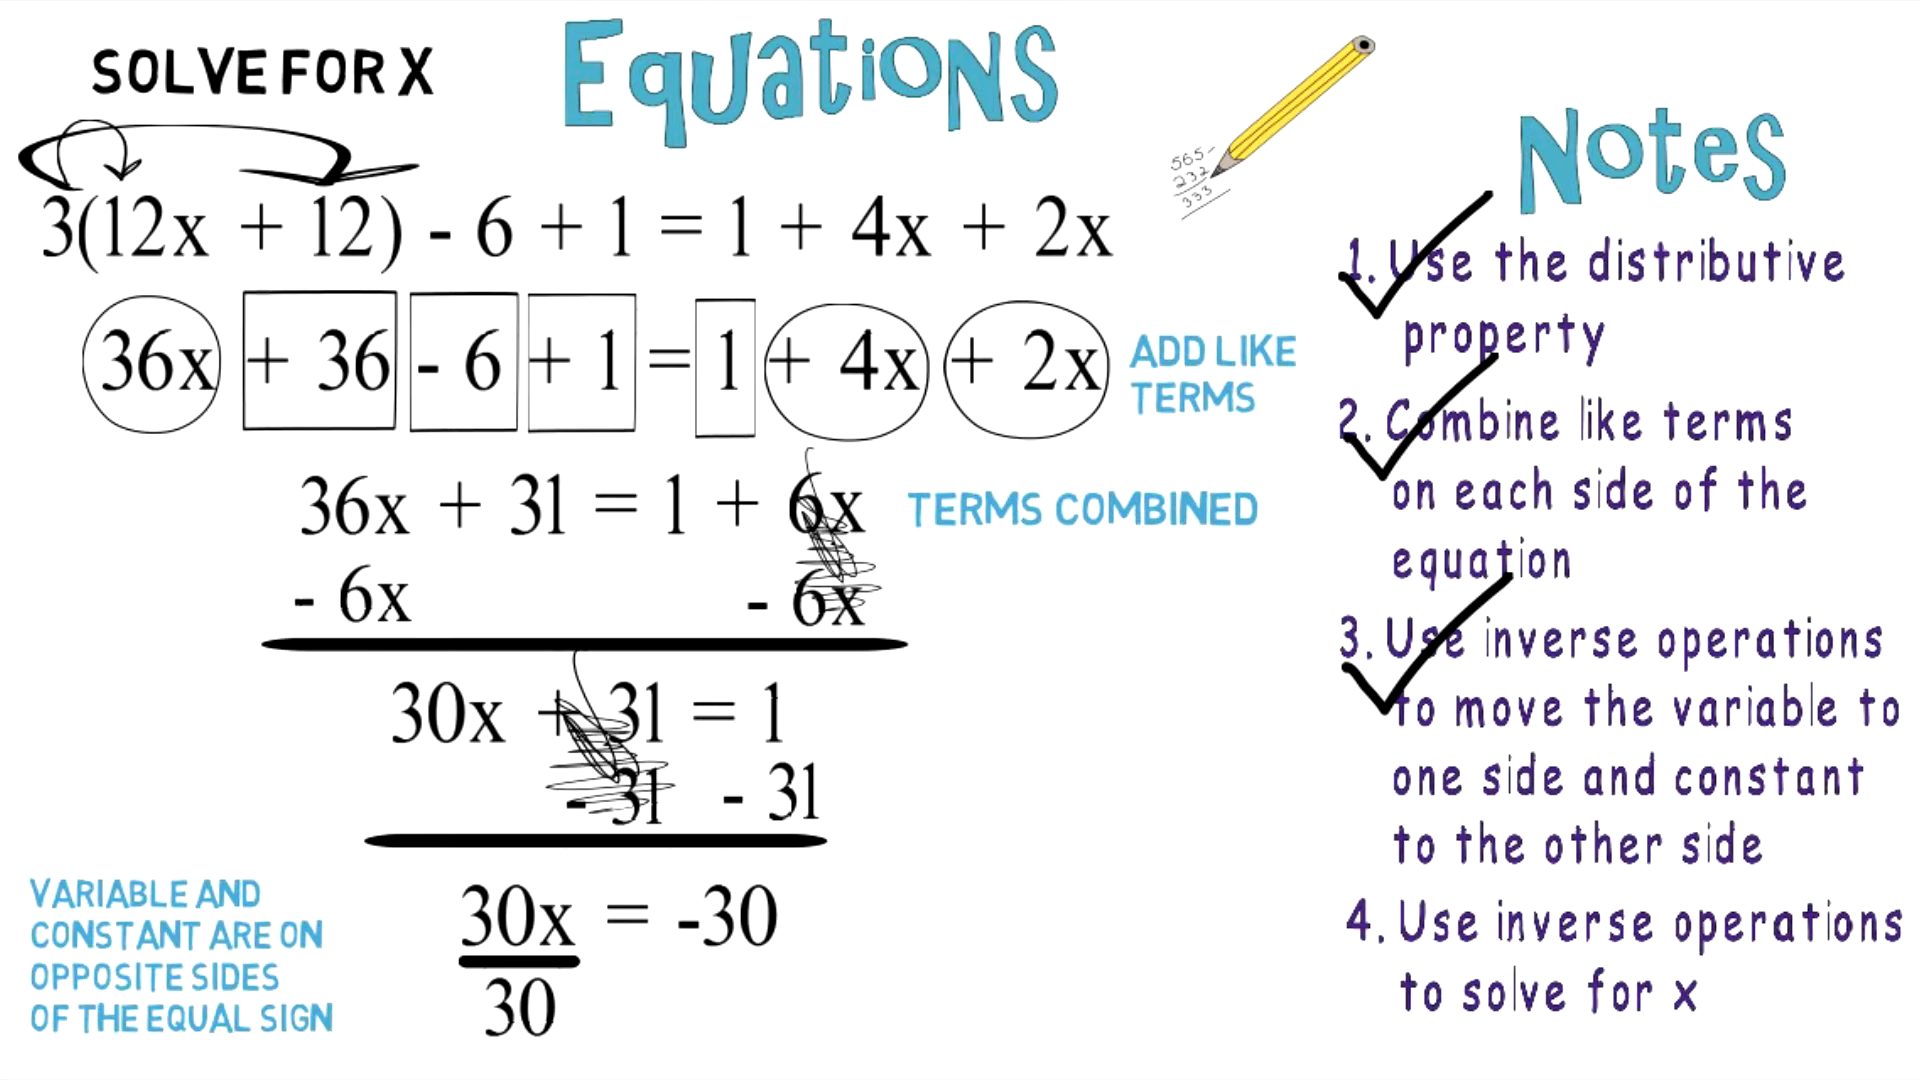 SOLVE FOR X
Equations
565-
232
333
3(12x + 12) - 6 + 1 = 1 + 4x + 2x
36x + 36 - 6 + 1 = 1 + 4x + 2x
ADD LIKE
TERMS
36x + 31 = 1 + 6x
TERMS COMBINED
- 6x - 6x
30x + 31 = 1
- 31 - 31
30x = -30
30
VARIABLE AND
CONSTANT ARE ON
OPPOSITE SIDES
OF THE EQUAL SIGN
Notes
1. Use the distributive
property
2. Combine like terms
on each side of the
equation
3. Use inverse operations
to move the variable to
one side and constant
to the other side
4. Use inverse operations
to solve for x